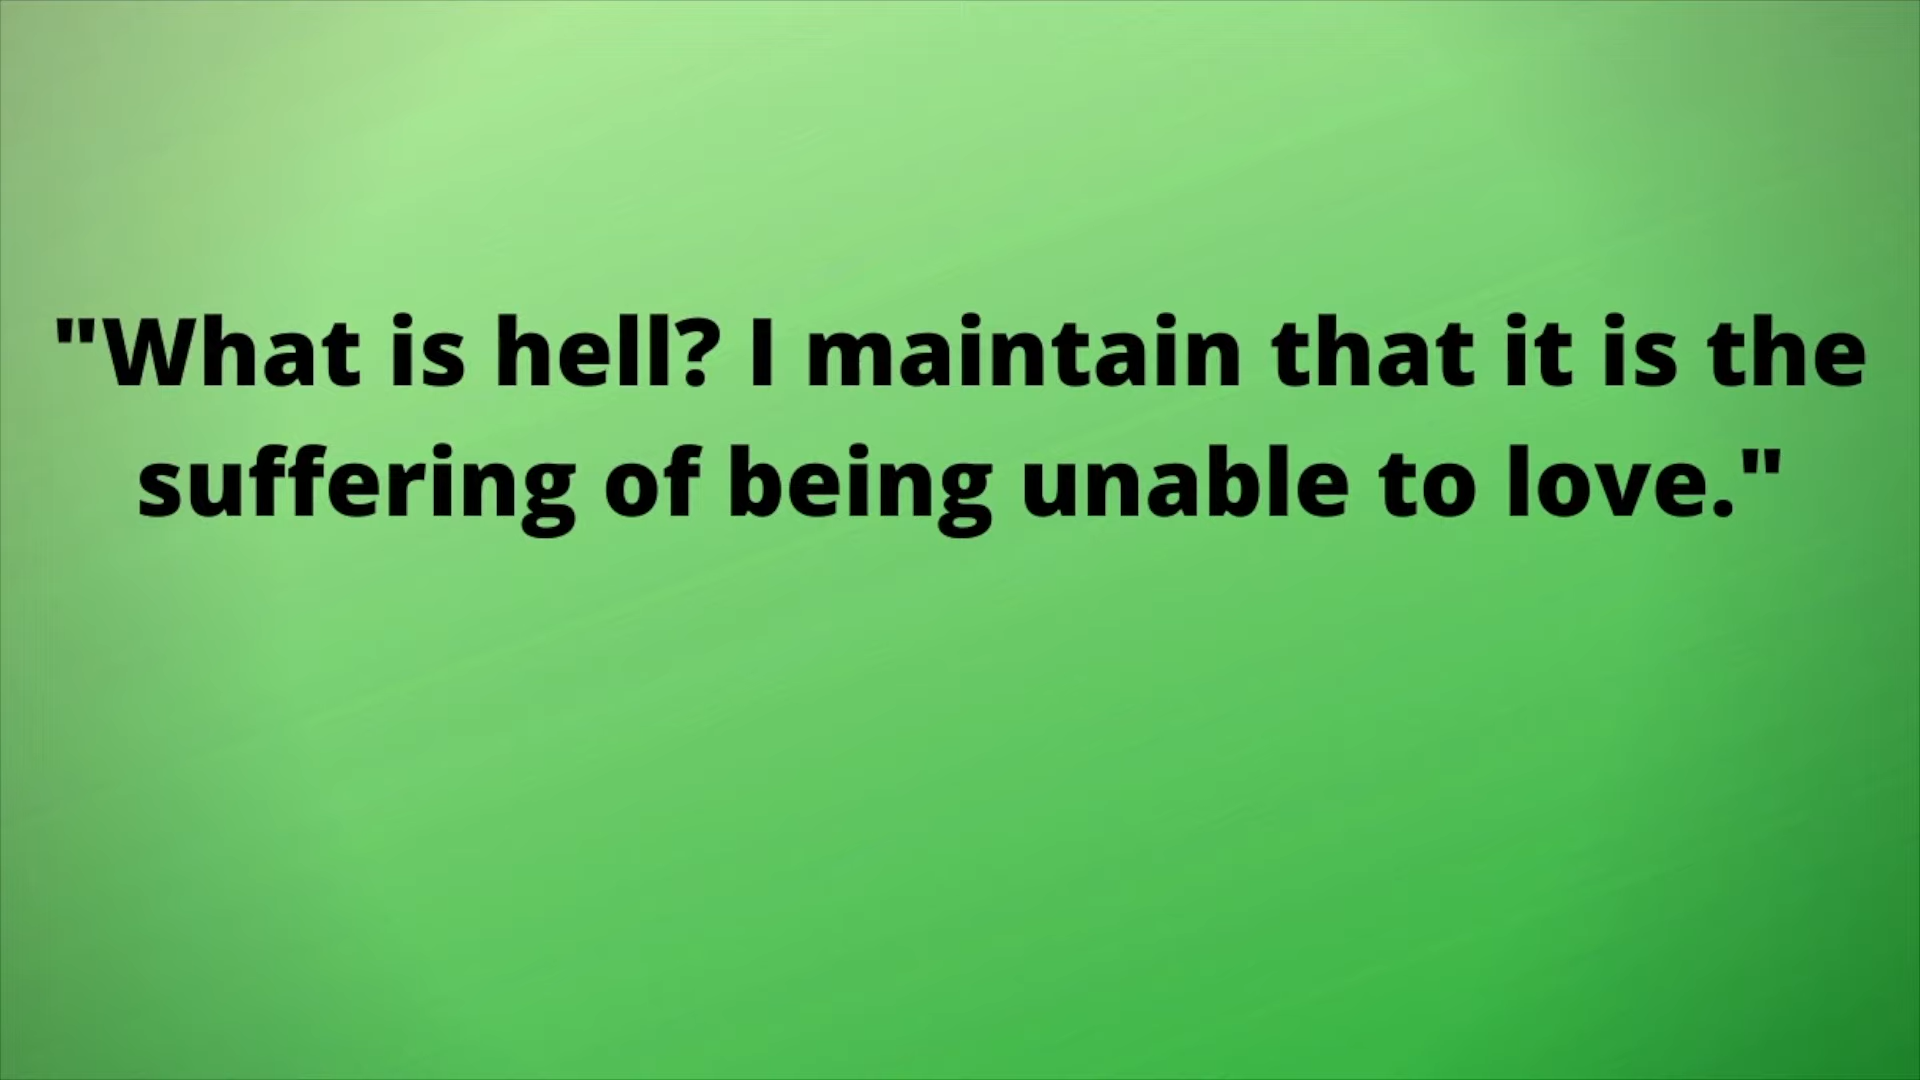 "What is hell? I maintain that it is the
suffering of being unable to love."